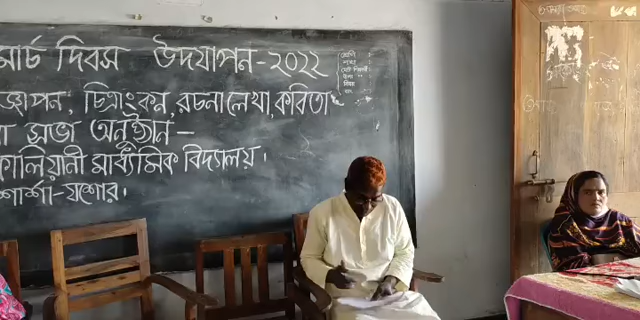 মার্চ দিবস উদযাপন-২০২২
জ্ঞাপন, চিত্রাংকন, রচনা লেখা, কবিতা
সভা অনুষ্ঠান –
কালিয়ানী মাধ্যমিক বিদ্যালয়।
শার্শা-যশোর।